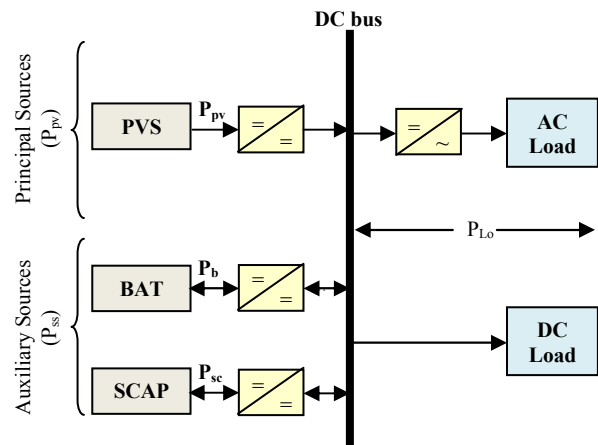 DC bus
Principal Sources
(Ppv)
PVS
Ppv
=
=
=
~
AC
Load
PLo
Auxiliary Sources
(Pss)
BAT
Pb
=
=
DC
Load
SCAP
Psc
=
=